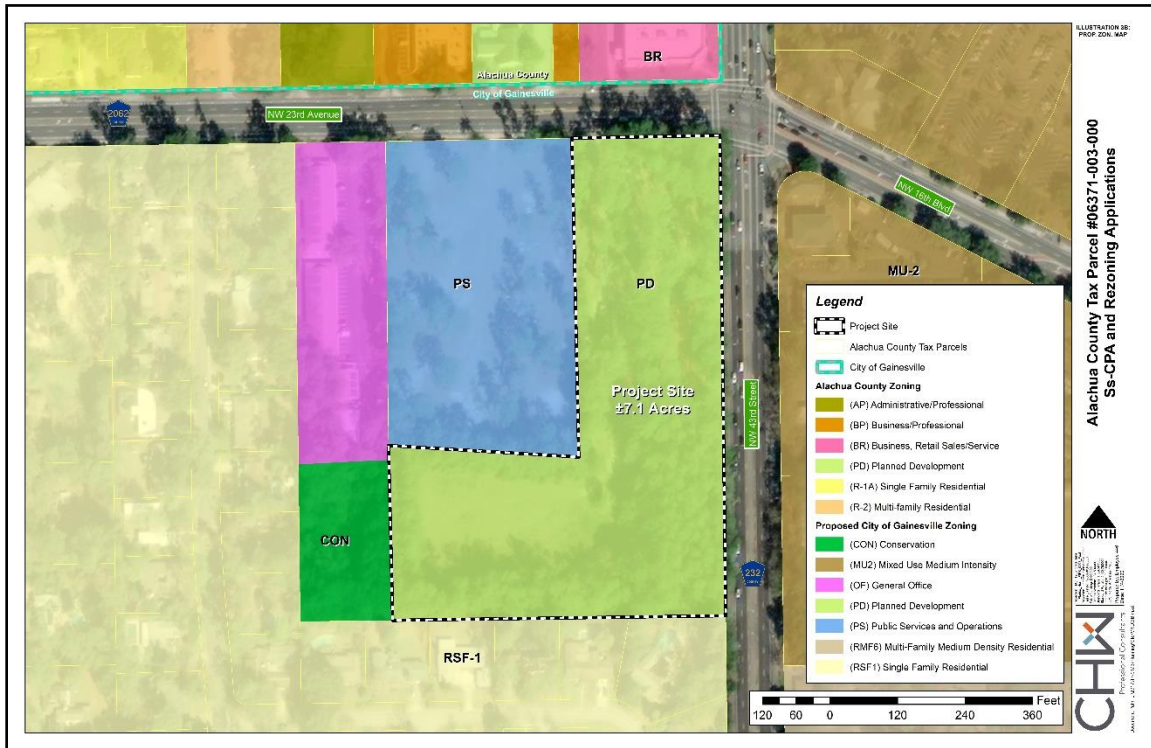 ILLUSTRATION 3B:
PROP. ZON. MAP
BR
Alachua County
City of Gainesville
2062
NW 23rd Avenue
NW 16th Blvd
PS
PD
MU-2
Project Site
±7.1 Acres
NW 43rd Street
CON
232
RSF-1
Legend
Project Site
Alachua County Tax Parcels
City of Gainesville
Alachua County Zoning
(AP) Administrative/Professional
(BP) Business/Professional
(BR) Business, Retail Sales/Service
(PD) Planned Development
(R-1A) Single Family Residential
(R-2) Multi-family Residential
Proposed City of Gainesville Zoning
(CON) Conservation
(MU2) Mixed Use Medium Intensity
(OF) General Office
(PD) Planned Development
(PS) Public Services and Operations
(RMF6) Multi-Family Medium Density Residential
(RSF1) Single Family Residential
Feet
120 60 0 120 240 360
Alachua County Tax Parcel #06371-003-000
Ss-CPA and Rezoning Applications
NORTH
CHW
Professional Consultants